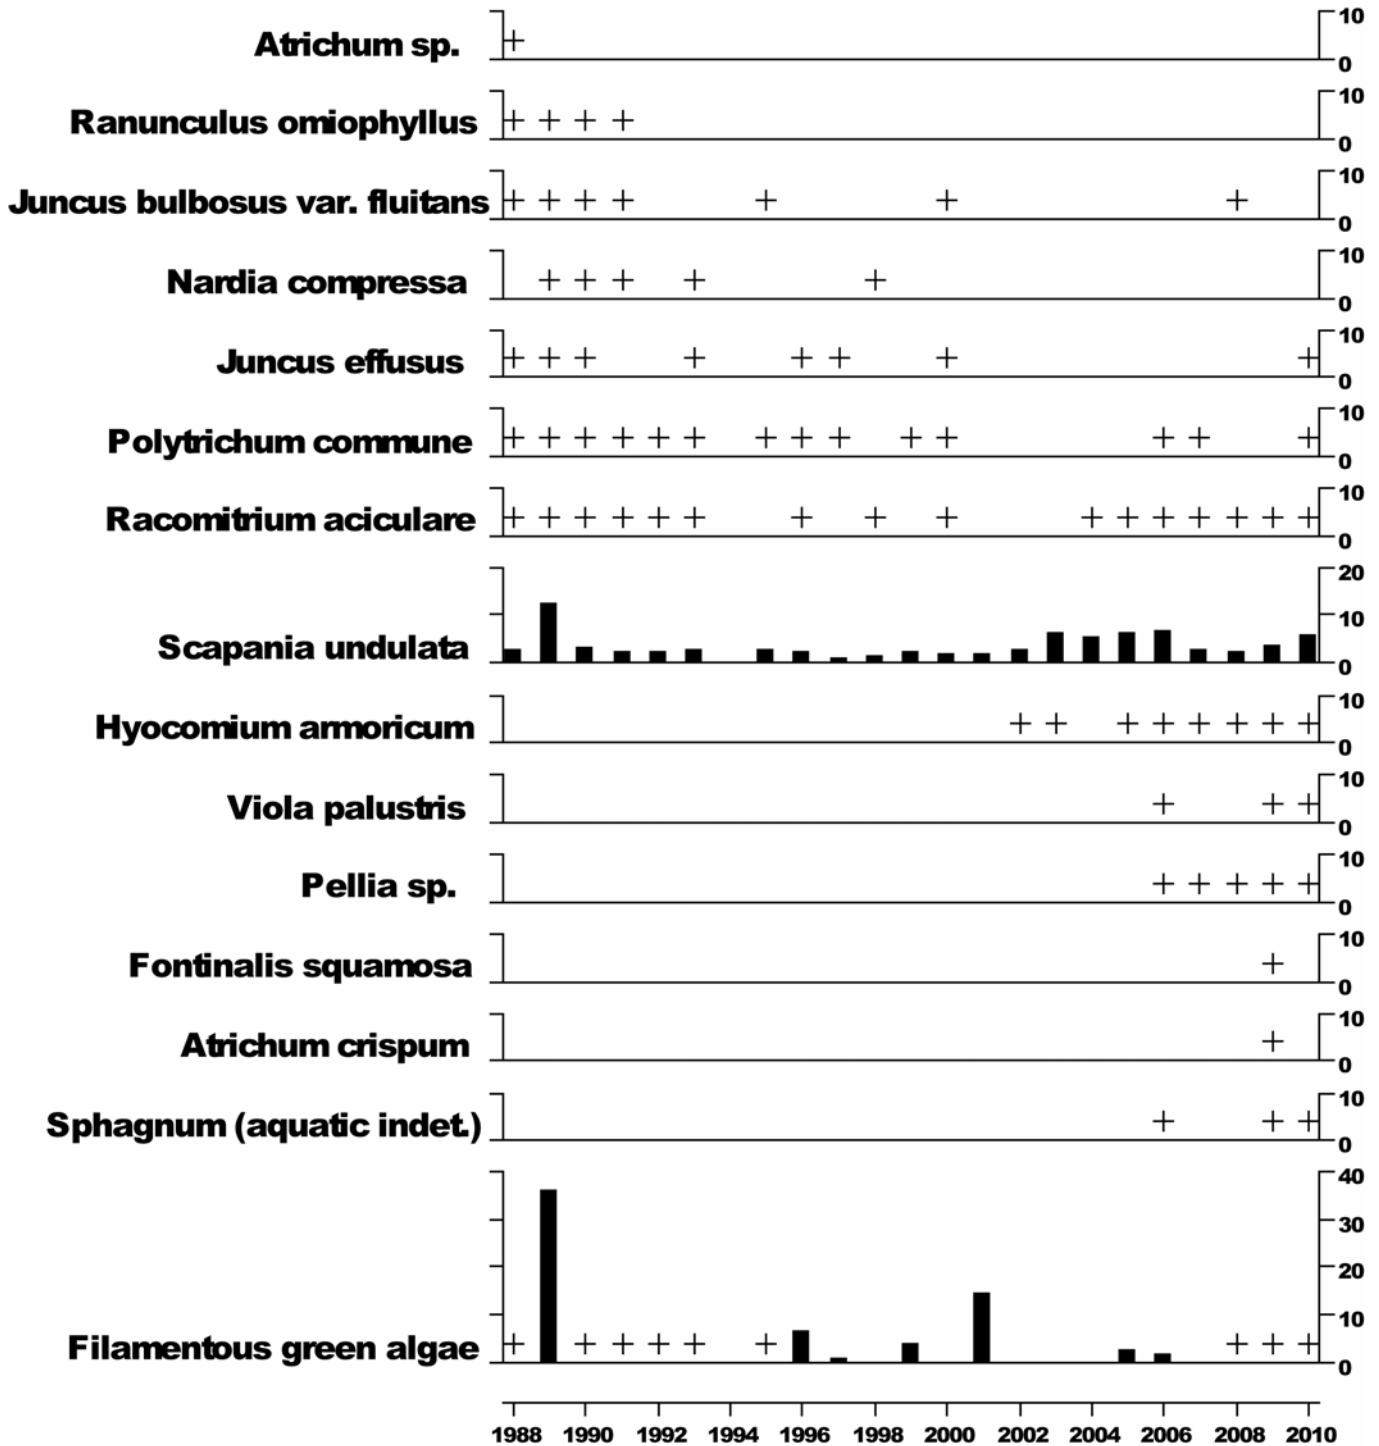 Atrichum sp. 10 0
Ranunculus omiophyllus 10 0
Juncus bulbosus var. fluitans 10 0
Nardia compressa 10 0
Juncus effusus 10 0
Polytrichum commune 10 0
Racomitrium aciculare 10 0
Scapania undulata 20 10 0
Hyocomium armoricum 10 0
Viola palustris 10 0
Pellia sp. 10 0
Fontinalis squamosa 10 0
Atrichum crispum 10 0
Sphagnum (aquatic indet.) 10 0
Filamentous green algae 40 30 20 10 0
1988 1990 1992 1994 1996 1998 2000 2002 2004 2006 2008 2010